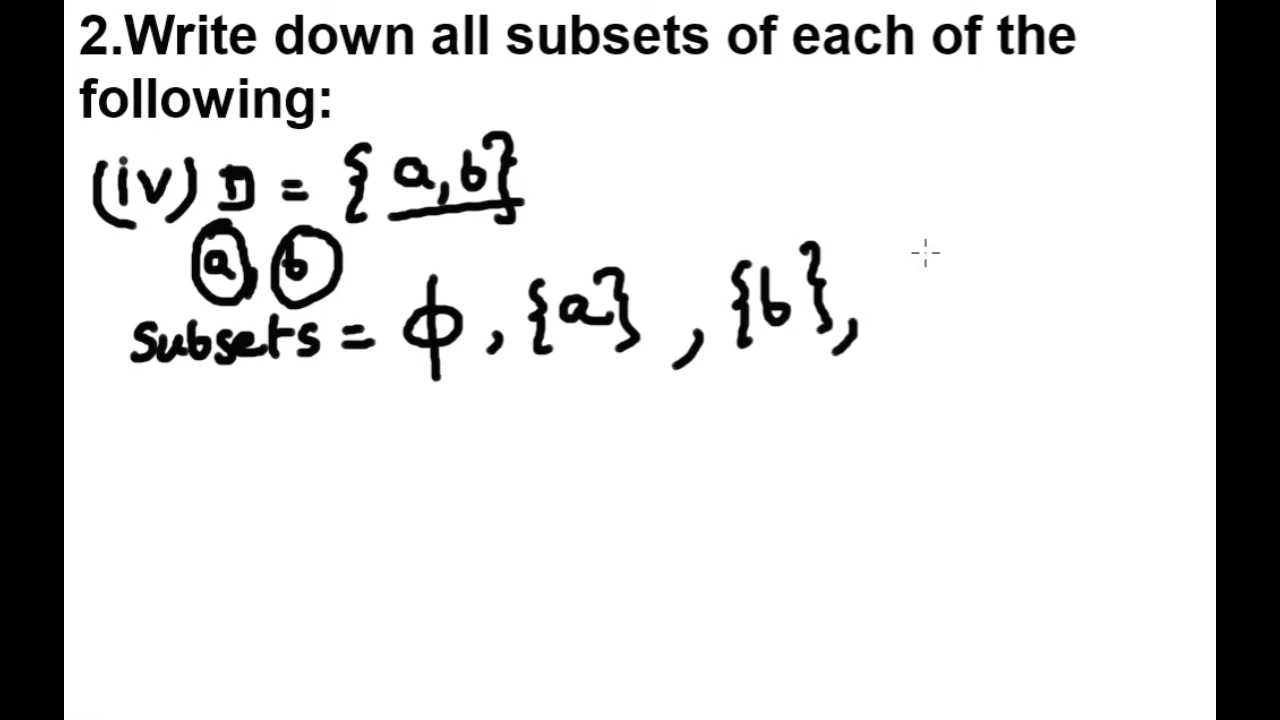 2.Write down all subsets of each of the
following:
(iv) D = {a,b}
a, b
subsets = ϕ, {a}, {b},